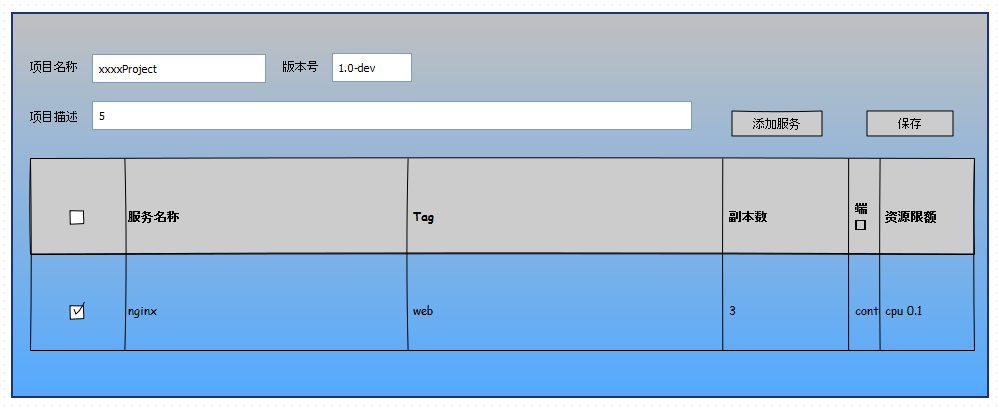 项目名称 xxxxProject 版本号 1.0-dev
项目描述 5 添加服务 保存
服务名称 Tag 副本数 端口 资源限额
nginx web 3 cont cpu 0.1